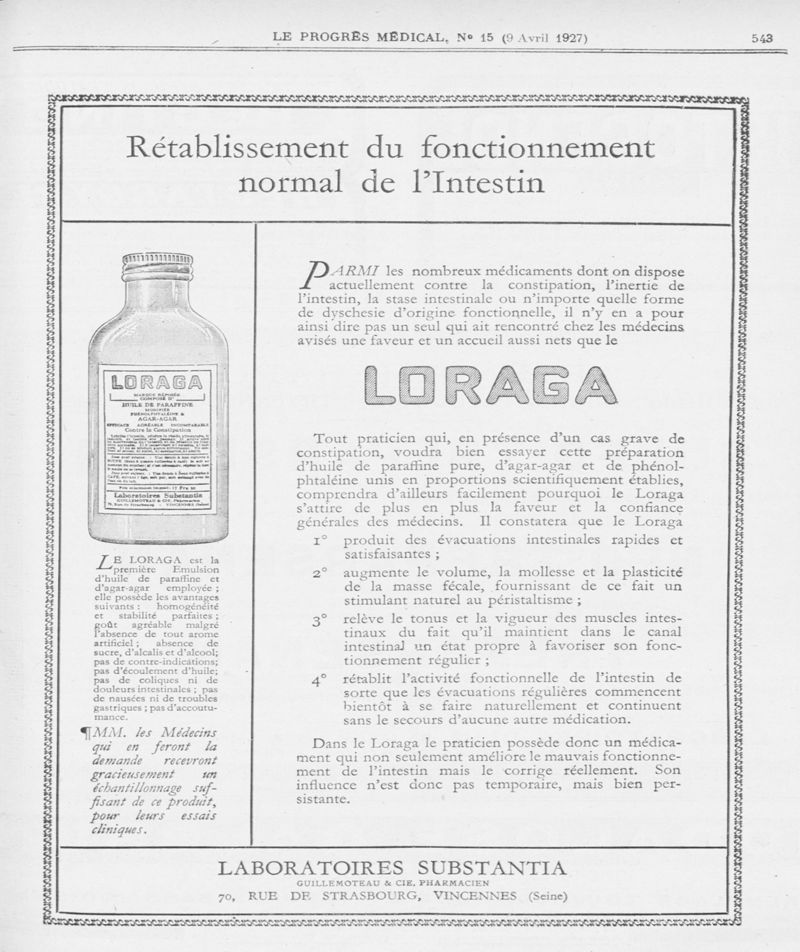 LE PROGRÈS MÉDICAL, N° 15 (9 Avril 1927)
543
Rétablissement du fonctionnement
normal de l'Intestin
LORAGA
MARQUE DÉPOSÉE
HUILE DE PARAFFINE
PHÉNOLPHTALÉINE &
AGAR-AGAR
EFFICACE AGRÉABLE INCOMPARABLE
Contre la Constipation
Laboratoires Substantia
GUILLEMOTEAU & CIE, Pharmacien
70, Rue de Strasbourg - VINCENNES (Seine)
LE LORAGA est la
première Emulsion
d'huile de paraffine et
d'agar-agar employée ;
elle possède les avantages
suivants : homogénéité
et stabilité parfaites ;
goût agréable malgré
l'absence de tout arome
artificiel ; absence de
sucre, d'alcalis et d'alcool;
pas de contre-indications;
pas d'écoulement d'huile;
pas de coliques ni de
douleurs intestinales ; pas
de nausées ni de troubles
gastriques ; pas d'accoutu-
mance.
¶MM. les Médecins
qui en feront la
demande recevront
gracieusement un
échantillonnage suf-
fisant de ce produit,
pour leurs essais
cliniques.
PARMI les nombreux médicaments dont on dispose
actuellement contre la constipation, l'inertie de
l'intestin, la stase intestinale ou n'importe quelle forme
de dyschesie d'origine fonctionnelle, il n'y en a pour
ainsi dire pas un seul qui ait rencontré chez les médecins
avisés une faveur et un accueil aussi nets que le
LORAGA
Tout praticien qui, en présence d'un cas grave de
constipation, voudra bien essayer cette préparation
d'huile de paraffine pure, d'agar-agar et de phénol-
phtaléine unis en proportions scientifiquement établies,
comprendra d'ailleurs facilement pourquoi le Loraga
s'attire de plus en plus la faveur et la confiance
générales des médecins. Il constatera que le Loraga
1° produit des évacuations intestinales rapides et
satisfaisantes ;
2° augmente le volume, la mollesse et la plasticité
de la masse fécale, fournissant de ce fait un
stimulant naturel au péristaltisme ;
3° relève le tonus et la vigueur des muscles intes-
tinaux du fait qu'il maintient dans le canal
intestinal un état propre à favoriser son fonc-
tionnement régulier ;
4° rétablit l'activité fonctionnelle de l'intestin de
sorte que les évacuations régulières commencent
bientôt à se faire naturellement et continuent
sans le secours d'aucune autre médication.
Dans le Loraga le praticien possède donc un médica-
ment qui non seulement améliore le mauvais fonctionne-
ment de l'intestin mais le corrige réellement. Son
influence n'est donc pas temporaire, mais bien per-
sistante.
LABORATOIRES SUBSTANTIA
GUILLEMOTEAU & CIE, PHARMACIEN
70, RUE DE STRASBOURG, VINCENNES (Seine)